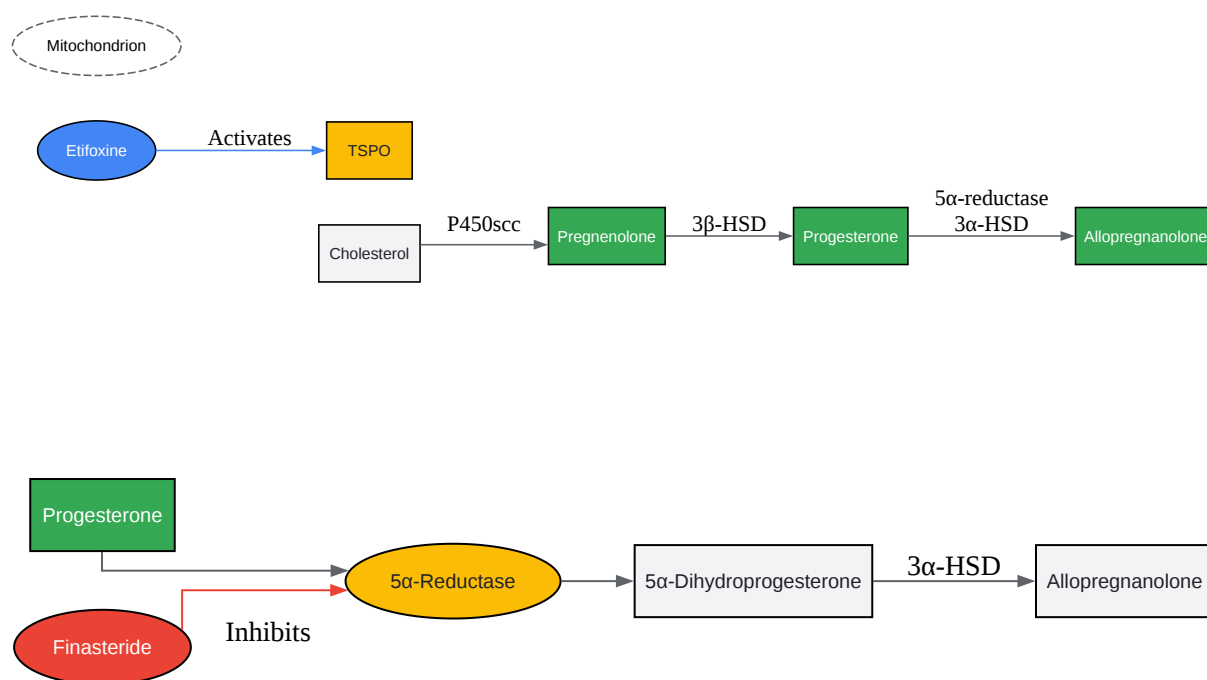 Mitochondrion
Etifoxine
Activates
TSPO
Cholesterol
P450scc
Pregnenolone
3β-HSD
Progesterone
5α-reductase
3α-HSD
Allopregnanolone
Progesterone
Finasteride
Inhibits
5α-Reductase
5α-Dihydroprogesterone
3α-HSD
Allopregnanolone